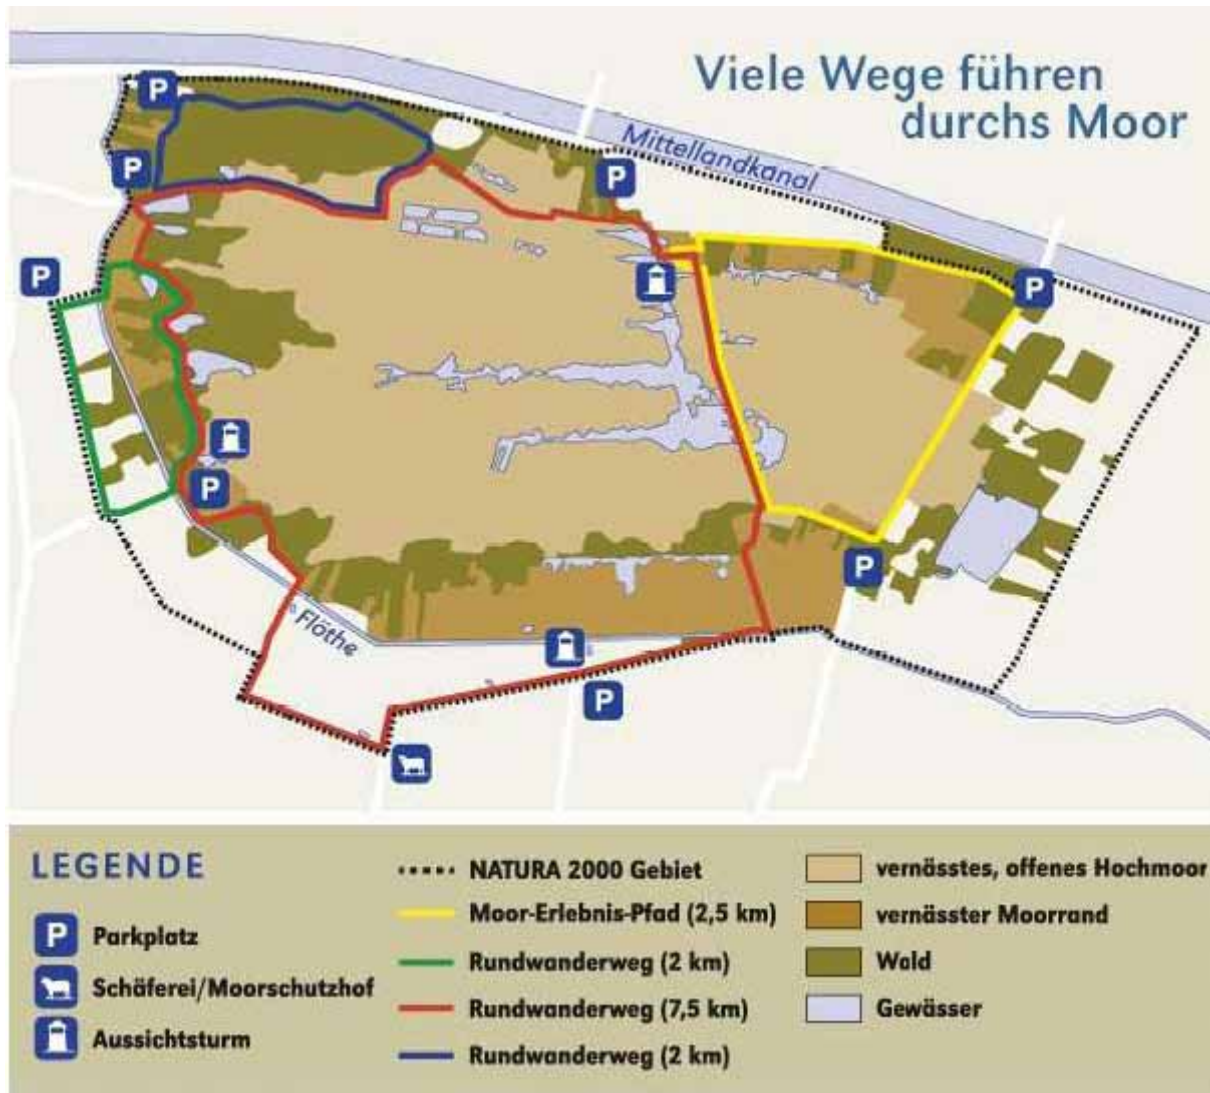 Viele Wege führen
durchs Moor
Mittellandkanal
P
P
P
P
P
P
P
P
Flöthe
LEGENDE
P Parkplatz
Schäferei/Moorschutzhof
Aussichtsturm
NATURA 2000 Gebiet
Moor-Erlebnis-Pfad (2,5 km)
Rundwanderweg (2 km)
Rundwanderweg (7,5 km)
Rundwanderweg (2 km)
vernässtes, offenes Hochmoor
vernässter Moorrand
Wald
Gewässer